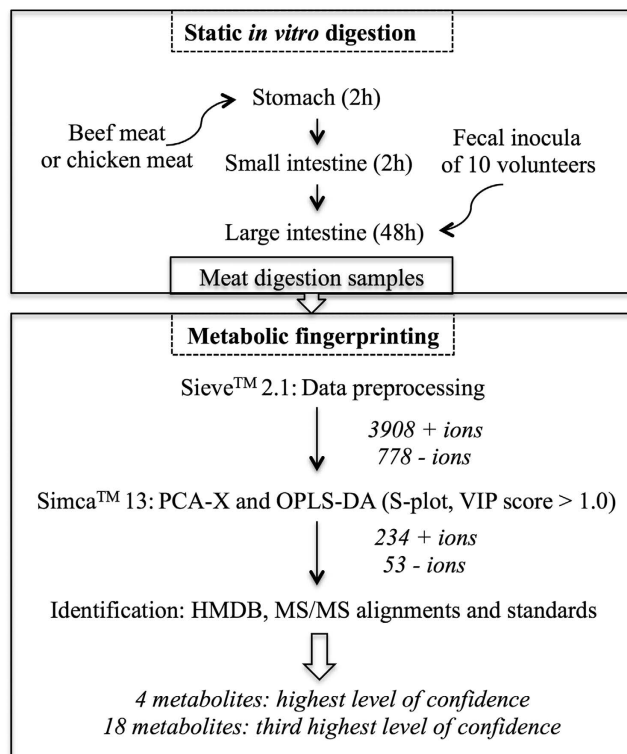 Static in vitro digestion
Stomach (2h)
Beef meat
or chicken meat
Fecal inocula
of 10 volunteers
Small intestine (2h)
Large intestine (48h)
Meat digestion samples
Metabolic fingerprinting
Sieve™ 2.1: Data preprocessing
3908 + ions
778 - ions
Simca™ 13: PCA-X and OPLS-DA (S-plot, VIP score > 1.0)
234 + ions
53 - ions
Identification: HMDB, MS/MS alignments and standards
4 metabolites: highest level of confidence
18 metabolites: third highest level of confidence